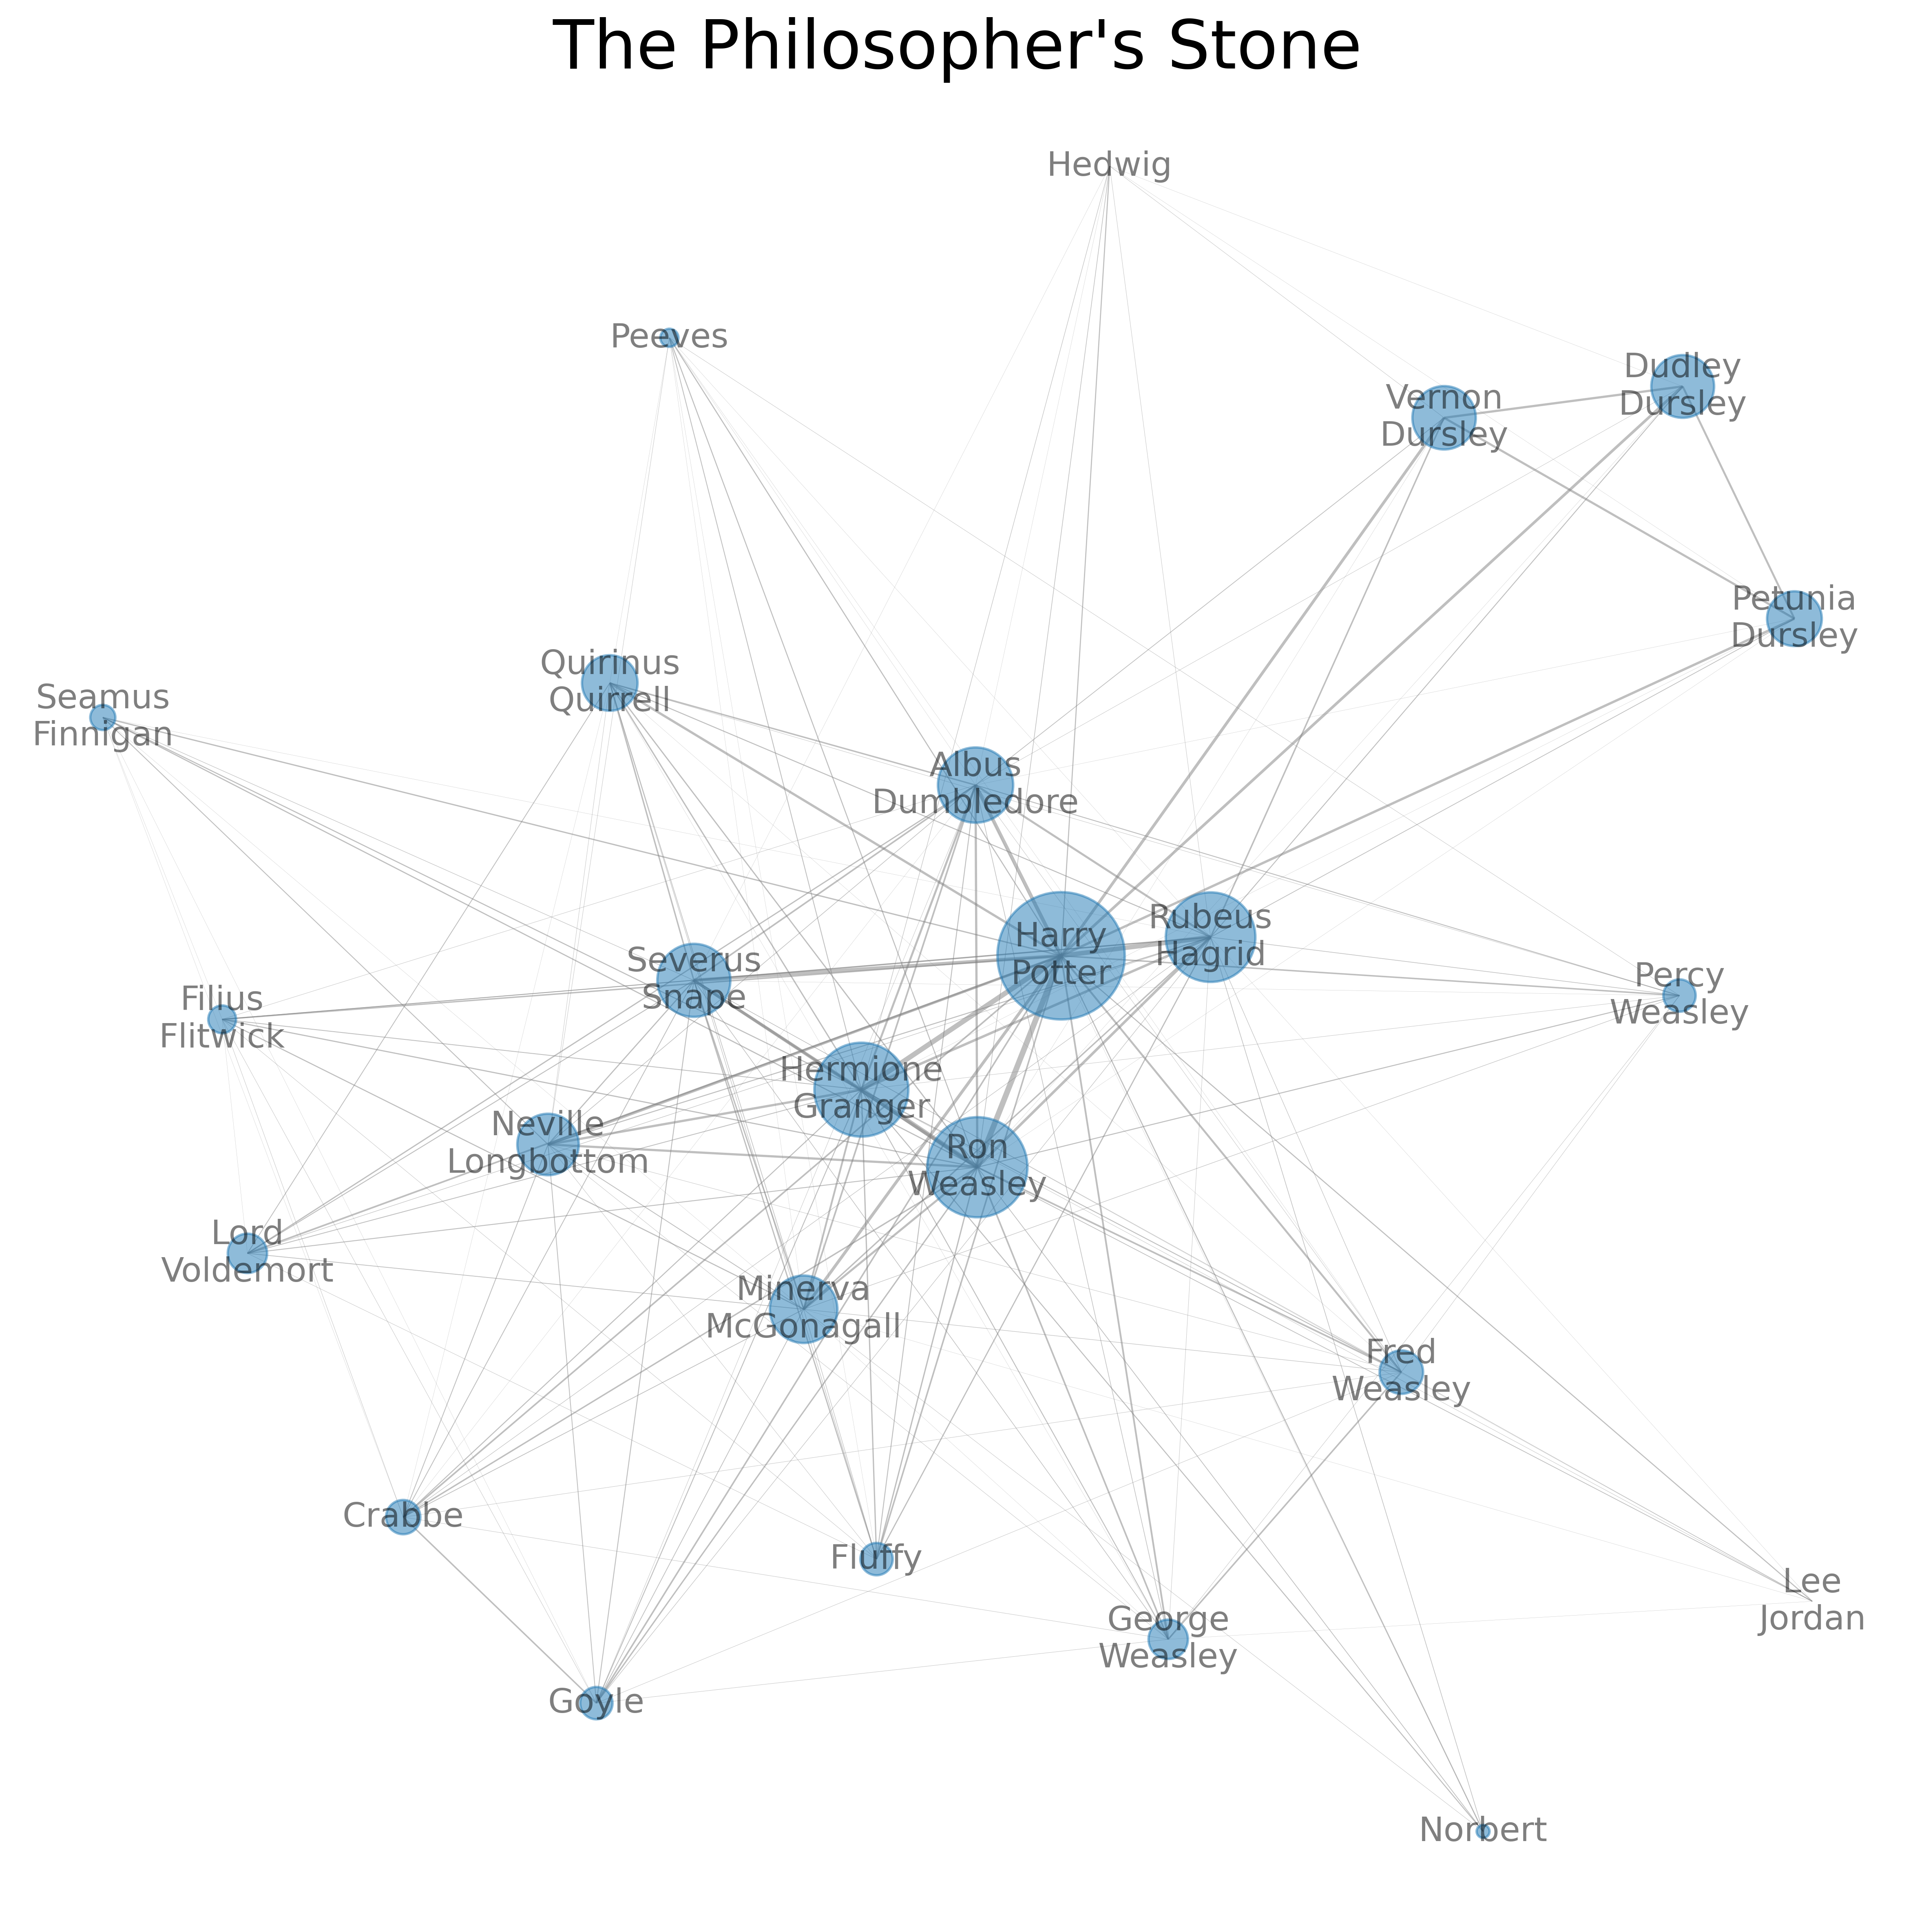 The Philosopher's Stone
Hedwig
Peeves
Dudley
Dursley
Vernon
Dursley
Petunia
Dursley
Quirinus
Quirrell
Seamus
Finnigan
Albus
Dumbledore
Rubeus
Hagrid
Harry
Potter
Severus
Snape
Percy
Weasley
Filius
Flitwick
Hermione
Granger
Neville
Longbottom
Ron
Weasley
Lord
Voldemort
Minerva
McGonagall
Fred
Weasley
Crabbe
Fluffy
Lee
Jordan
George
Weasley
Goyle
Norbert